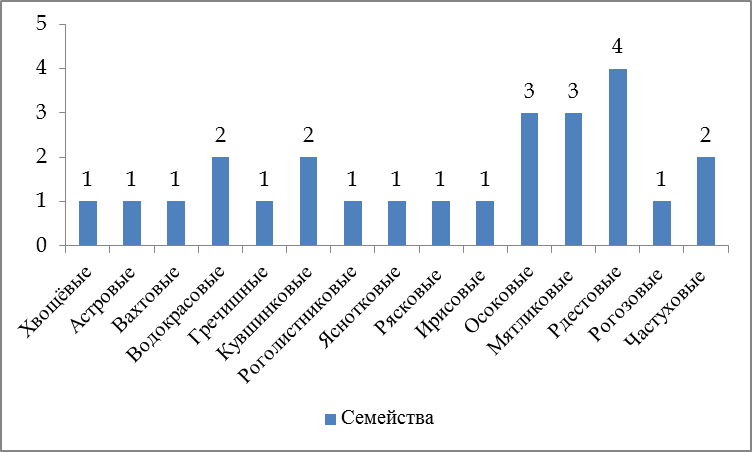 5
4
3
2
1
0
1
1
1
2
1
2
1
1
1
1
3
3
4
1
2
Хвощёвые
Астровые
Вахтовые
Водокрасовые
Гречишные
Кувшинковые
Роголистниковые
Яснотковые
Рясковые
Ирисовые
Осоковые
Мятликовые
Рдестовые
Рогозовые
Частуховые
Семейства